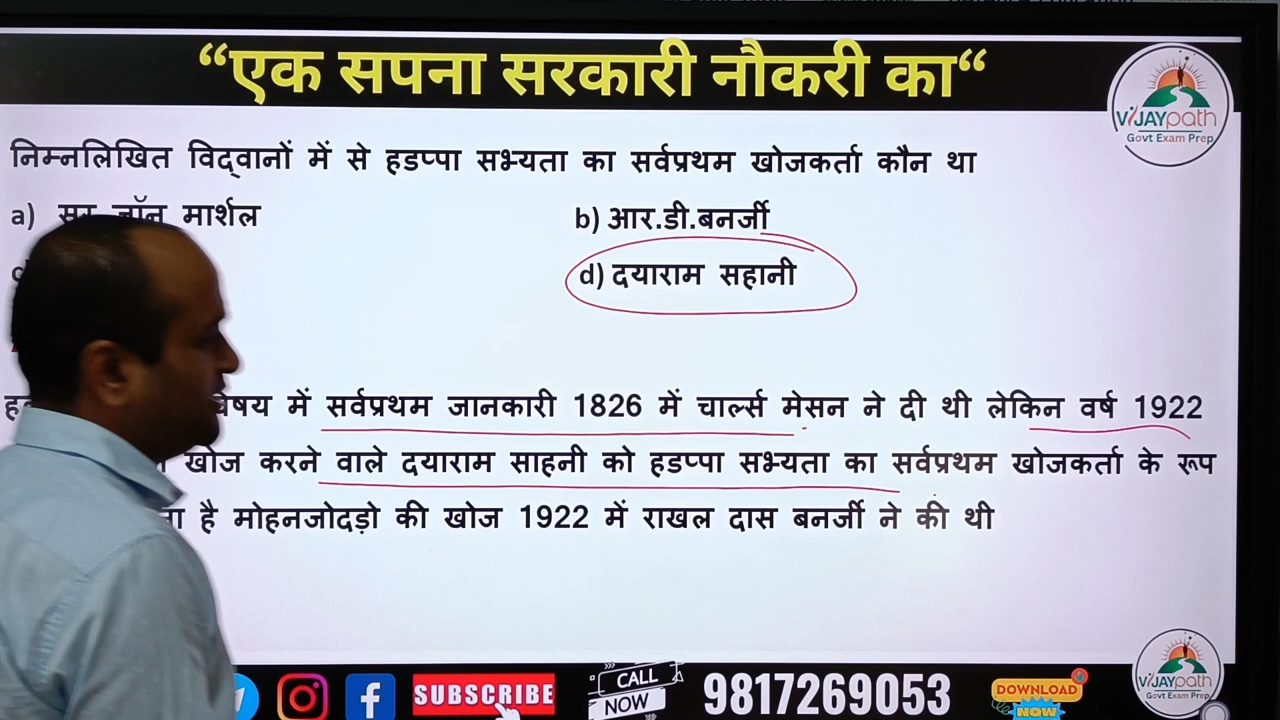 “एक सपना सरकारी नौकरी का“
VIJAYpath
Govt Exam Prep
निम्नलिखित विद्वानों में से हडप्पा सभ्यता का सर्वप्रथम खोजकर्ता कौन था
a) सर जॉन मार्शल
b) आर.डी.बनर्जी
d) दयाराम सहानी
विषय में सर्वप्रथम जानकारी 1826 में चार्ल्स मेसन ने दी थी लेकिन वर्ष 1922
खोज करने वाले दयाराम साहनी को हडप्पा सभ्यता का सर्वप्रथम खोजकर्ता के रूप
है मोहनजोदड़ो की खोज 1922 में राखल दास बनर्जी ने की थी
SUBSCRIBE
CALL
NOW
9817269053
DOWNLOAD
NOW
VIJAYpath
Govt Exam Prep